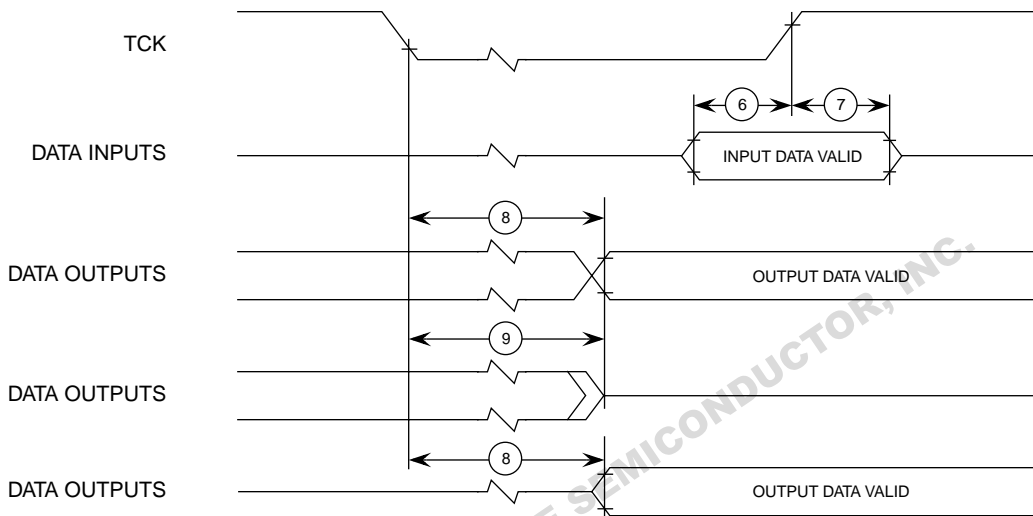 TCK
6
7
DATA INPUTS
INPUT DATA VALID
8
DATA OUTPUTS
OUTPUT DATA VALID
9
DATA OUTPUTS
8
DATA OUTPUTS
OUTPUT DATA VALID
SEMICONDUCTOR, INC.